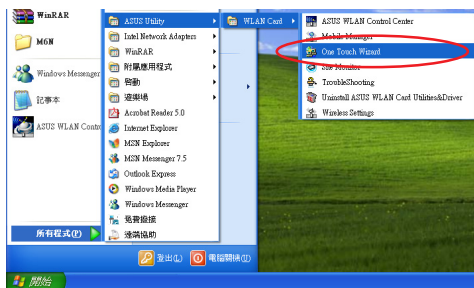 WinRAR
M6N
Windows Messenger
記事本
ASUS WLAN Contro
所有程式(P)
ASUS Utility
Intel Network Adapters
WinRAR
附屬應用程式
啟動
遊樂場
Acrobat Reader 5.0
Internet Explorer
MSN Explorer
MSN Messenger 7.5
Outlook Express
Windows Media Player
Windows Messenger
免費撥接
遠端協助
WLAN Card
ASUS WLAN Control Center
Mobile Manager
One Touch Wizard
Site Monitor
TroubleShooting
Uninstall ASUS WLAN Card Utilities&Driver
Wireless Settings
登出(L)
電腦關機(U)
開始